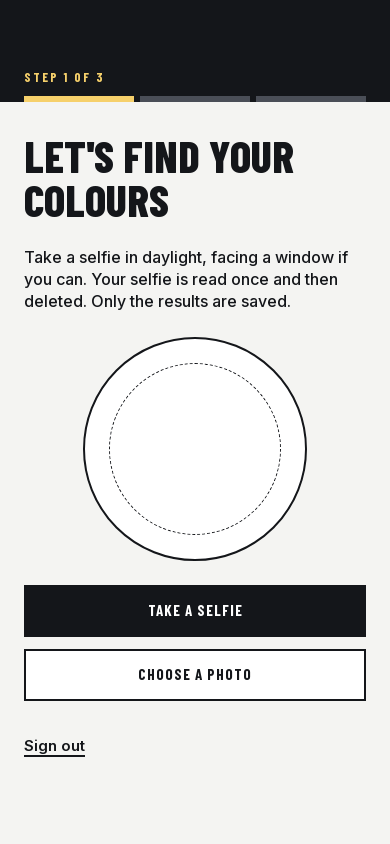 STEP 1 OF 3
LET'S FIND YOUR
COLOURS
Take a selfie in daylight, facing a window if
you can. Your selfie is read once and then
deleted. Only the results are saved.
TAKE A SELFIE
CHOOSE A PHOTO
Sign out